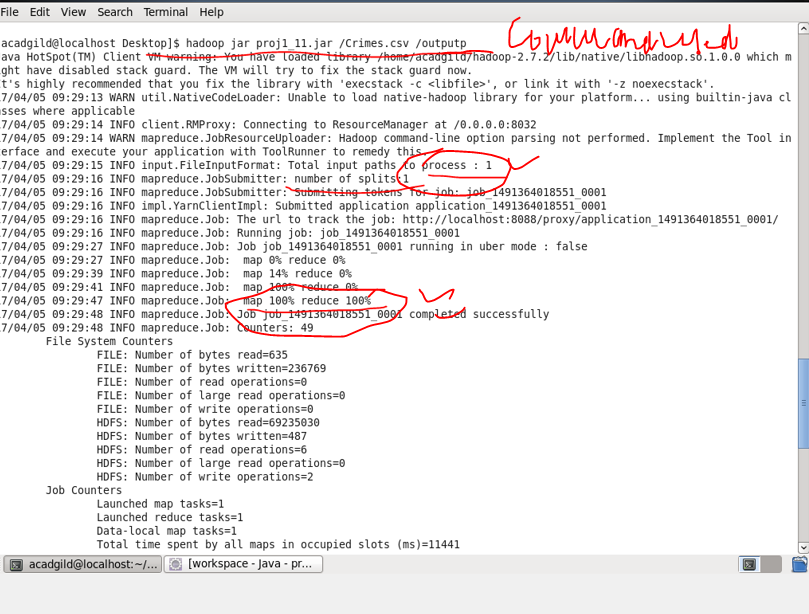 File Edit View Search Terminal Help
acadgild@localhost Desktop]$ hadoop jar proj1_11.jar /Crimes.csv /outputp
ava HotSpot(TM) Client VM warning: You have loaded library /home/acadgild/hadoop-2.7.2/lib/native/libhadoop.so.1.0.0 which m
ght have disabled stack guard. The VM will try to fix the stack guard now.
t's highly recommended that you fix the library with 'execstack -c <libfile>', or link it with '-z noexecstack'.
7/04/05 09:29:13 WARN util.NativeCodeLoader: Unable to load native-hadoop library for your platform... using builtin-java cl
asses where applicable
7/04/05 09:29:14 INFO client.RMProxy: Connecting to ResourceManager at /0.0.0.0:8032
7/04/05 09:29:14 WARN mapreduce.JobResourceUploader: Hadoop command-line option parsing not performed. Implement the Tool in
terface and execute your application with ToolRunner to remedy this.
7/04/05 09:29:15 INFO input.FileInputFormat: Total input paths to process : 1
7/04/05 09:29:16 INFO mapreduce.JobSubmitter: number of splits:1
7/04/05 09:29:16 INFO mapreduce.JobSubmitter: Submitting tokens for job: job_1491364018551_0001
7/04/05 09:29:16 INFO impl.YarnClientImpl: Submitted application application_1491364018551_0001
7/04/05 09:29:16 INFO mapreduce.Job: The url to track the job: http://localhost:8088/proxy/application_1491364018551_0001/
7/04/05 09:29:16 INFO mapreduce.Job: Running job: job_1491364018551_0001
7/04/05 09:29:27 INFO mapreduce.Job: Job job_1491364018551_0001 running in uber mode : false
7/04/05 09:29:27 INFO mapreduce.Job:  map 0% reduce 0%
7/04/05 09:29:39 INFO mapreduce.Job:  map 14% reduce 0%
7/04/05 09:29:41 INFO mapreduce.Job:  map 100% reduce 0%
7/04/05 09:29:47 INFO mapreduce.Job:  map 100% reduce 100%
7/04/05 09:29:48 INFO mapreduce.Job: Job job_1491364018551_0001 completed successfully
7/04/05 09:29:48 INFO mapreduce.Job: Counters: 49
File System Counters
FILE: Number of bytes read=635
FILE: Number of bytes written=236769
FILE: Number of read operations=0
FILE: Number of large read operations=0
FILE: Number of write operations=0
HDFS: Number of bytes read=69235030
HDFS: Number of bytes written=487
HDFS: Number of read operations=6
HDFS: Number of large read operations=0
HDFS: Number of write operations=2
Job Counters
Launched map tasks=1
Launched reduce tasks=1
Data-local map tasks=1
Total time spent by all maps in occupied slots (ms)=11441
acadgild@localhost:~/... [workspace - Java - pr...